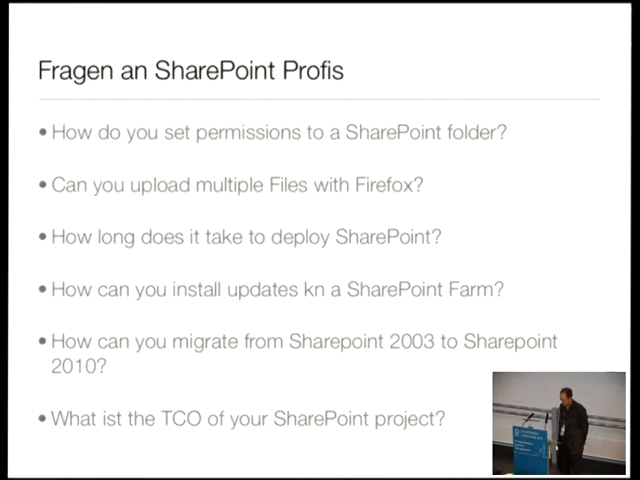 Fragen an SharePoint Profis
• How do you set permissions to a SharePoint folder?
• Can you upload multiple Files with Firefox?
• How long does it take to deploy SharePoint?
• How can you install updates kn a SharePoint Farm?
• How can you migrate from Sharepoint 2003 to Sharepoint
2010?
• What ist the TCO of your SharePoint project?